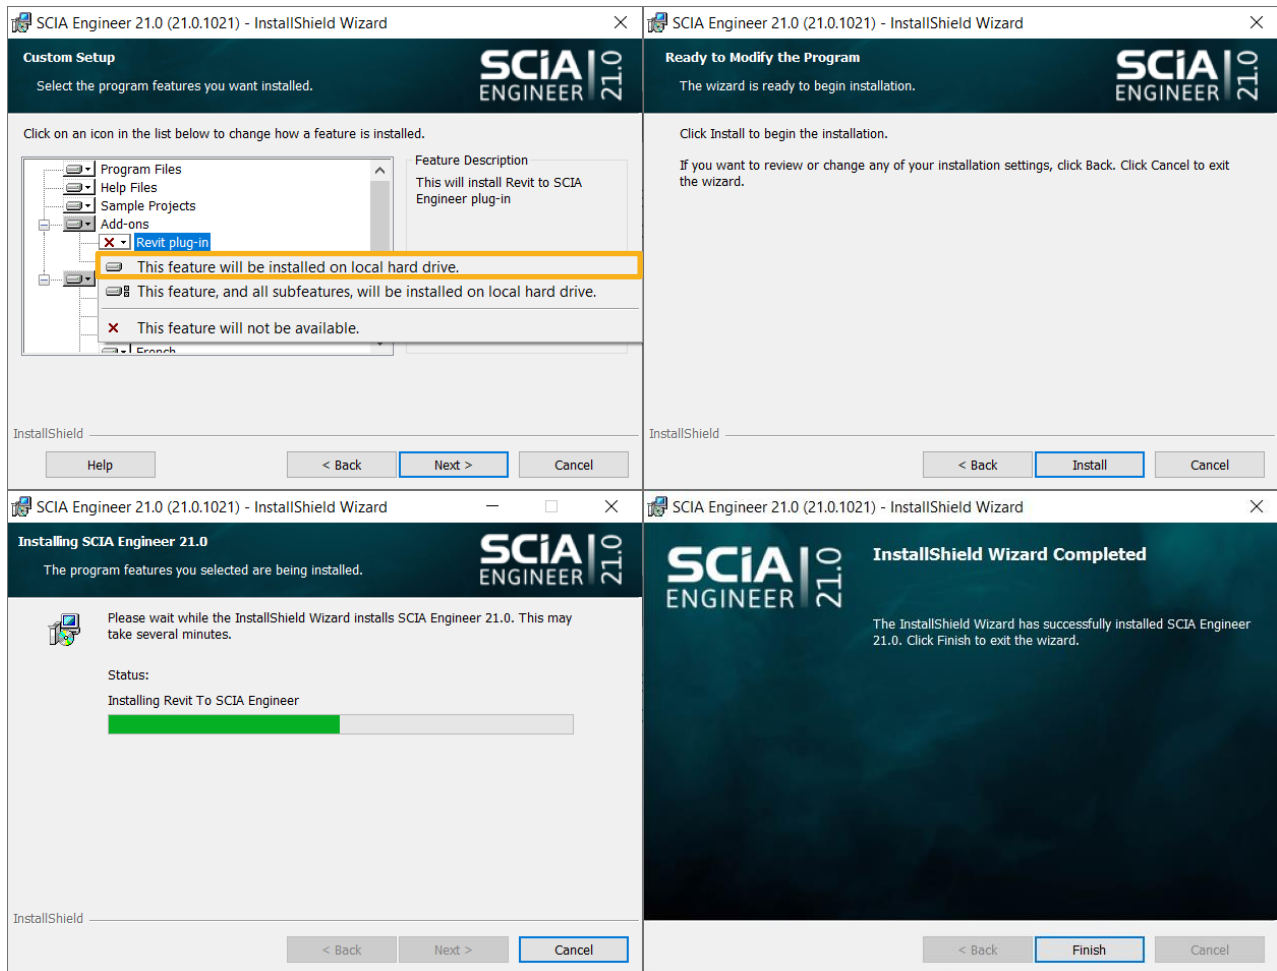 SCIA Engineer 21.0 (21.0.1021) - InstallShield Wizard
Custom Setup
Select the program features you want installed.
SCiA ENGINEER 21.0
Click on an icon in the list below to change how a feature is installed.
Program Files
Help Files
Sample Projects
Add-ons
Revit plug-in
Feature Description
This will install Revit to SCIA
Engineer plug-in
This feature will be installed on local hard drive.
This feature, and all subfeatures, will be installed on local hard drive.
This feature will not be available.
French
InstallShield
Help
< Back
Next >
Cancel
SCIA Engineer 21.0 (21.0.1021) - InstallShield Wizard
Ready to Modify the Program
The wizard is ready to begin installation.
SCiA ENGINEER 21.0
Click Install to begin the installation.
If you want to review or change any of your installation settings, click Back. Click Cancel to exit
the wizard.
InstallShield
< Back
Install
Cancel
SCIA Engineer 21.0 (21.0.1021) - InstallShield Wizard
Installing SCIA Engineer 21.0
The program features you selected are being installed.
SCiA ENGINEER 21.0
Please wait while the InstallShield Wizard installs SCIA Engineer 21.0. This may
take several minutes.
Status:
Installing Revit To SCIA Engineer
InstallShield
< Back
Next >
Cancel
SCIA Engineer 21.0 (21.0.1021) - InstallShield Wizard
SCiA ENGINEER 21.0
InstallShield Wizard Completed
The InstallShield Wizard has successfully installed SCIA Engineer
21.0. Click Finish to exit the wizard.
< Back
Finish
Cancel